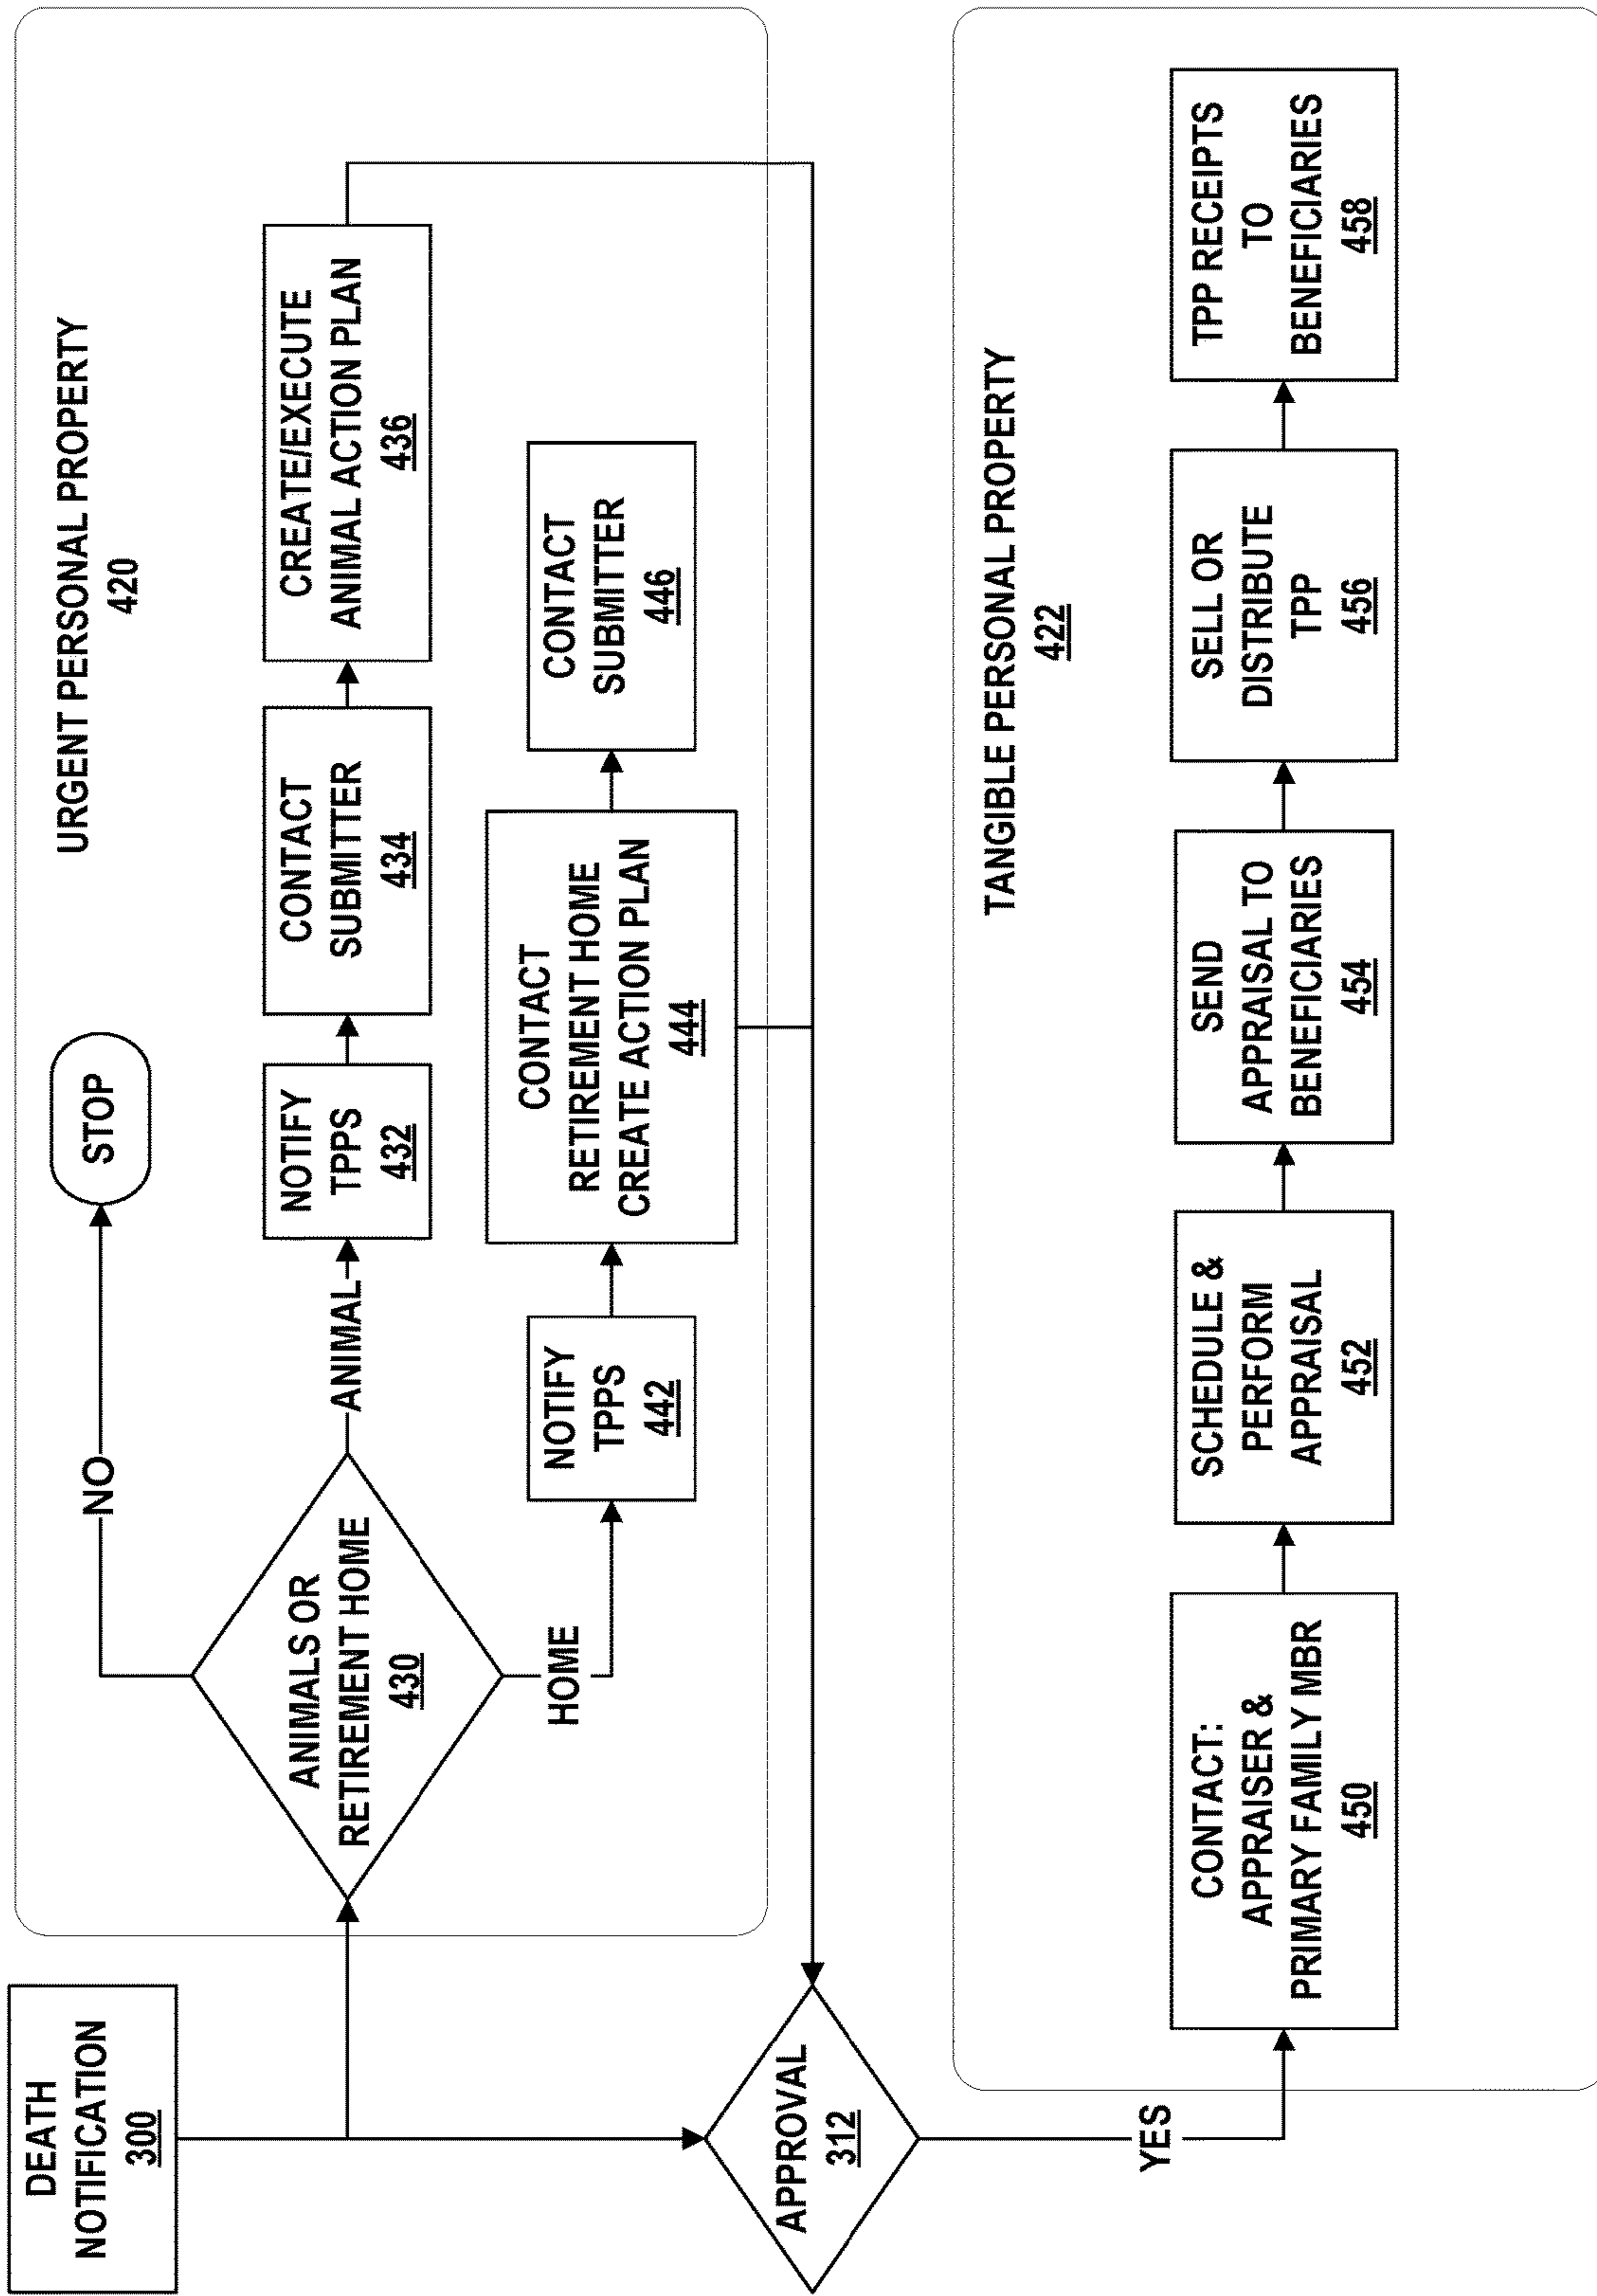 DEATH
NOTIFICATION
300
URGENT PERSONAL PROPERTY
420
NO
STOP
ANIMALS OR
RETIREMENT HOME
430
ANIMAL
NOTIFY
TPPS
432
CONTACT
SUBMITTER
434
CREATE/EXECUTE
ANIMAL ACTION PLAN
436
HOME
NOTIFY
TPPS
442
CONTACT
RETIREMENT HOME
CREATE ACTION PLAN
444
CONTACT
SUBMITTER
446
APPROVAL
312
YES
TANGIBLE PERSONAL PROPERTY
422
CONTACT:
APPRAISER &
PRIMARY FAMILY MBR
450
SCHEDULE &
PERFORM
APPRAISAL
452
SEND
APPRAISAL TO
BENEFICIARIES
454
SELL OR
DISTRIBUTE
TPP
456
TPP RECEIPTS
TO
BENEFICIARIES
458